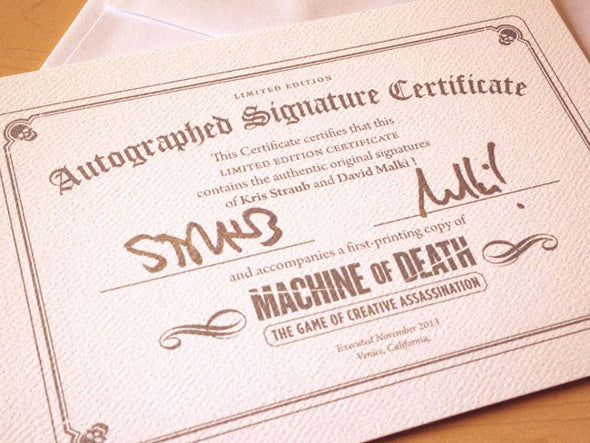 LIMITED EDITION
Autographed Signature Certificate
This Certificate certifies that this
LIMITED EDITION CERTIFICATE
contains the authentic original signatures
of Kris Straub and David Malki !
STRAUB
Malki!
and accompanies a first-printing copy of
MACHINE OF DEATH
THE GAME OF CREATIVE ASSASSINATION
Executed November 2013
Venice, California,